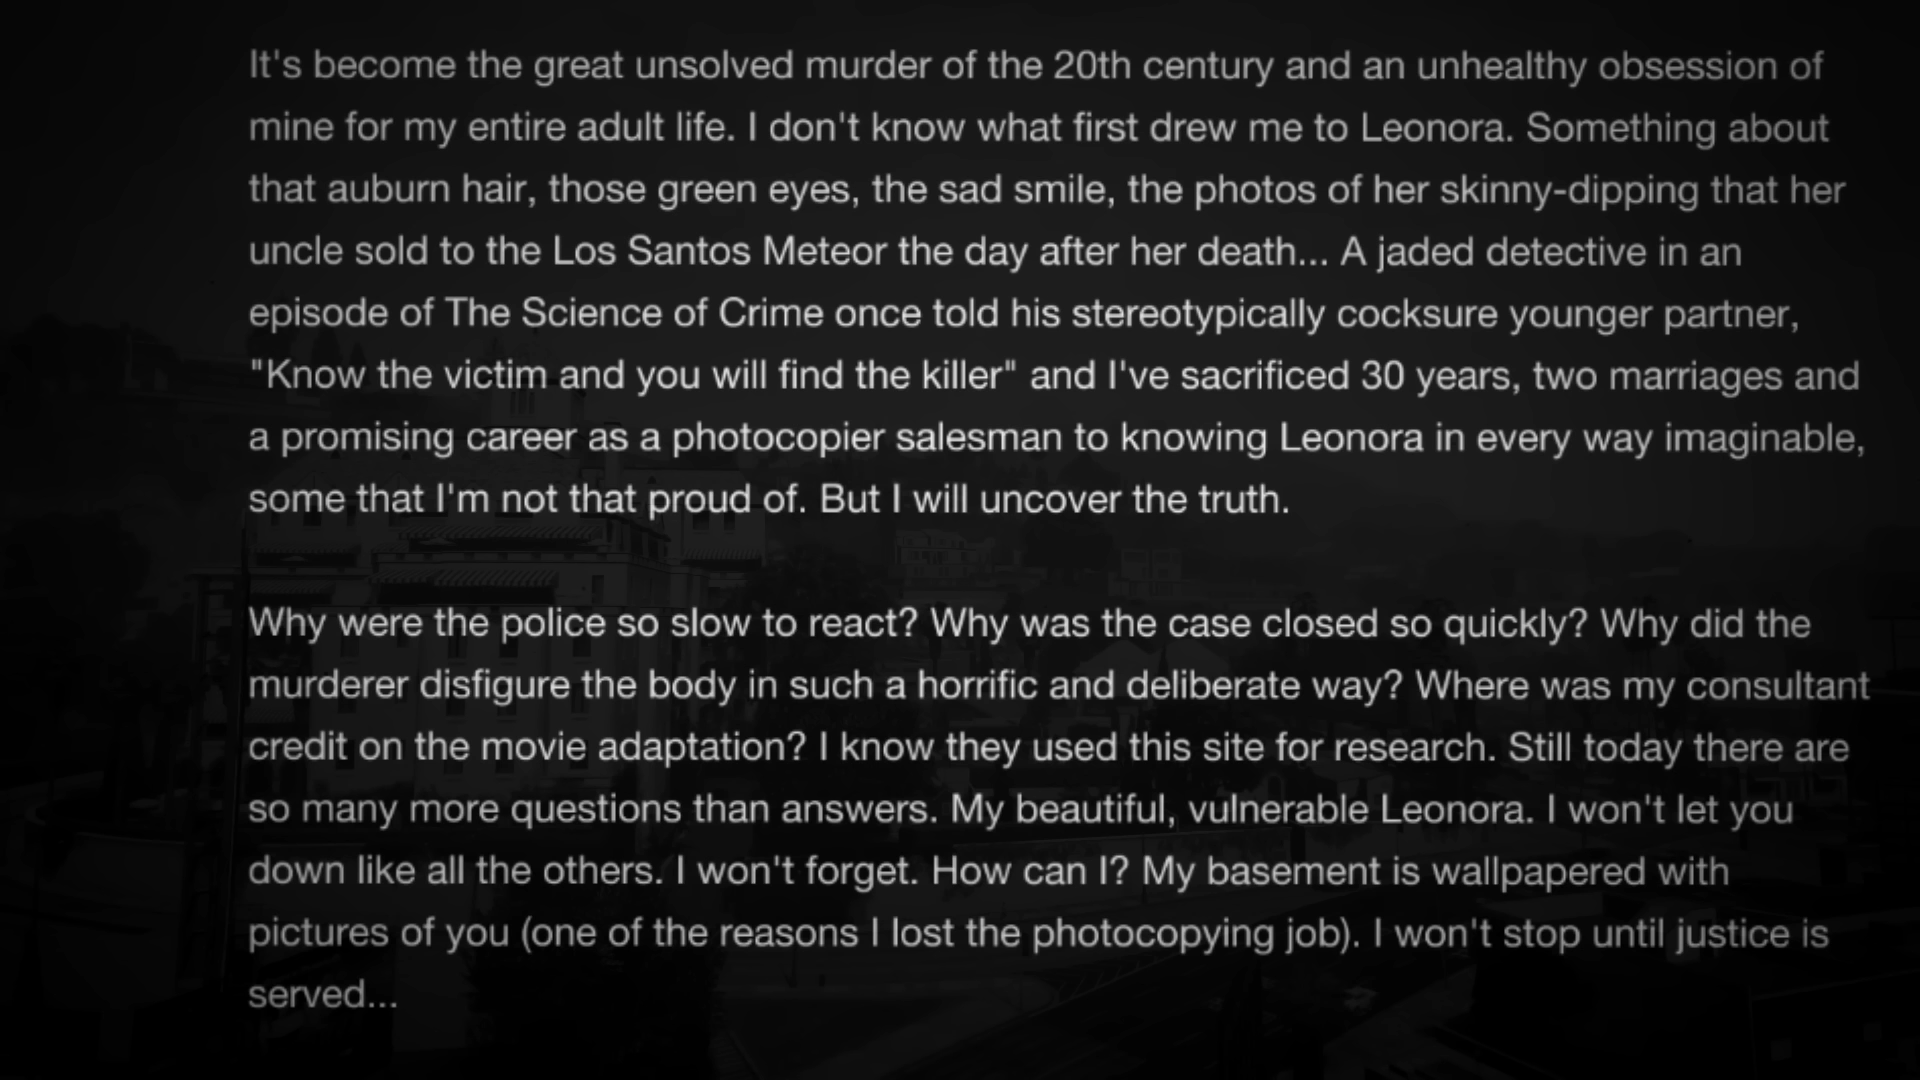 It's become the great unsolved murder of the 20th century and an unhealthy obsession of
mine for my entire adult life. I don't know what first drew me to Leonora. Something about
that auburn hair, those green eyes, the sad smile, the photos of her skinny-dipping that her
uncle sold to the Los Santos Meteor the day after her death... A jaded detective in an
episode of The Science of Crime once told his stereotypically cocksure younger partner,
"Know the victim and you will find the killer" and I've sacrificed 30 years, two marriages and
a promising career as a photocopier salesman to knowing Leonora in every way imaginable,
some that I'm not that proud of. But I will uncover the truth.
Why were the police so slow to react? Why was the case closed so quickly? Why did the
murderer disfigure the body in such a horrific and deliberate way? Where was my consultant
credit on the movie adaptation? I know they used this site for research. Still today there are
so many more questions than answers. My beautiful, vulnerable Leonora. I won't let you
down like all the others. I won't forget. How can I? My basement is wallpapered with
pictures of you (one of the reasons I lost the photocopying job). I won't stop until justice is
served...